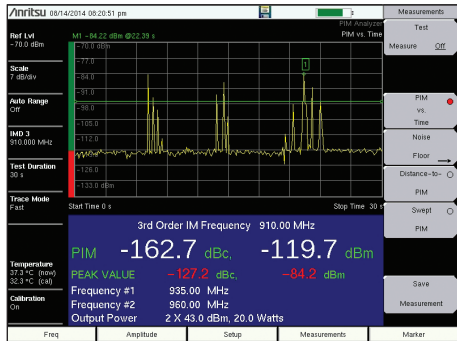 Anritsu 08/14/2014 08:20:51 pm
Measurements
PIM Analyzer
Ref Lvl
-70.0 dBm
M1 -84.22 dBm @22.39 s
PIM vs. Time
-70.0 dBm
-77.0
-84.0
-91.0
-98.0
-105.0
-112.0
-126.0
-133.0 dBm
1
Scale
7 dB/div
Auto Range
Off
IMD 3
910.000 MHz
Test Duration
30 s
Trace Mode
Fast
Start Time 0 s
Stop Time 30 s
3rd Order IM Frequency 910.00 MHz
PIM -162.7 dBc, -119.7 dBm
PEAK VALUE -127.2 dBc, -84.2 dBm
Frequency #1 935.00 MHz
Frequency #2 960.00 MHz
Output Power 2 X 43.0 dBm, 20.0 Watts
Temperature
37.3 °C (now)
32.3 °C (cal)
Calibration
On
Test
Measure Off
PIM
vs.
Time
Noise
Floor
Distance-to-
PIM
Swept
PIM
Save
Measurement
Freq
Amplitude
Setup
Measurements
Marker